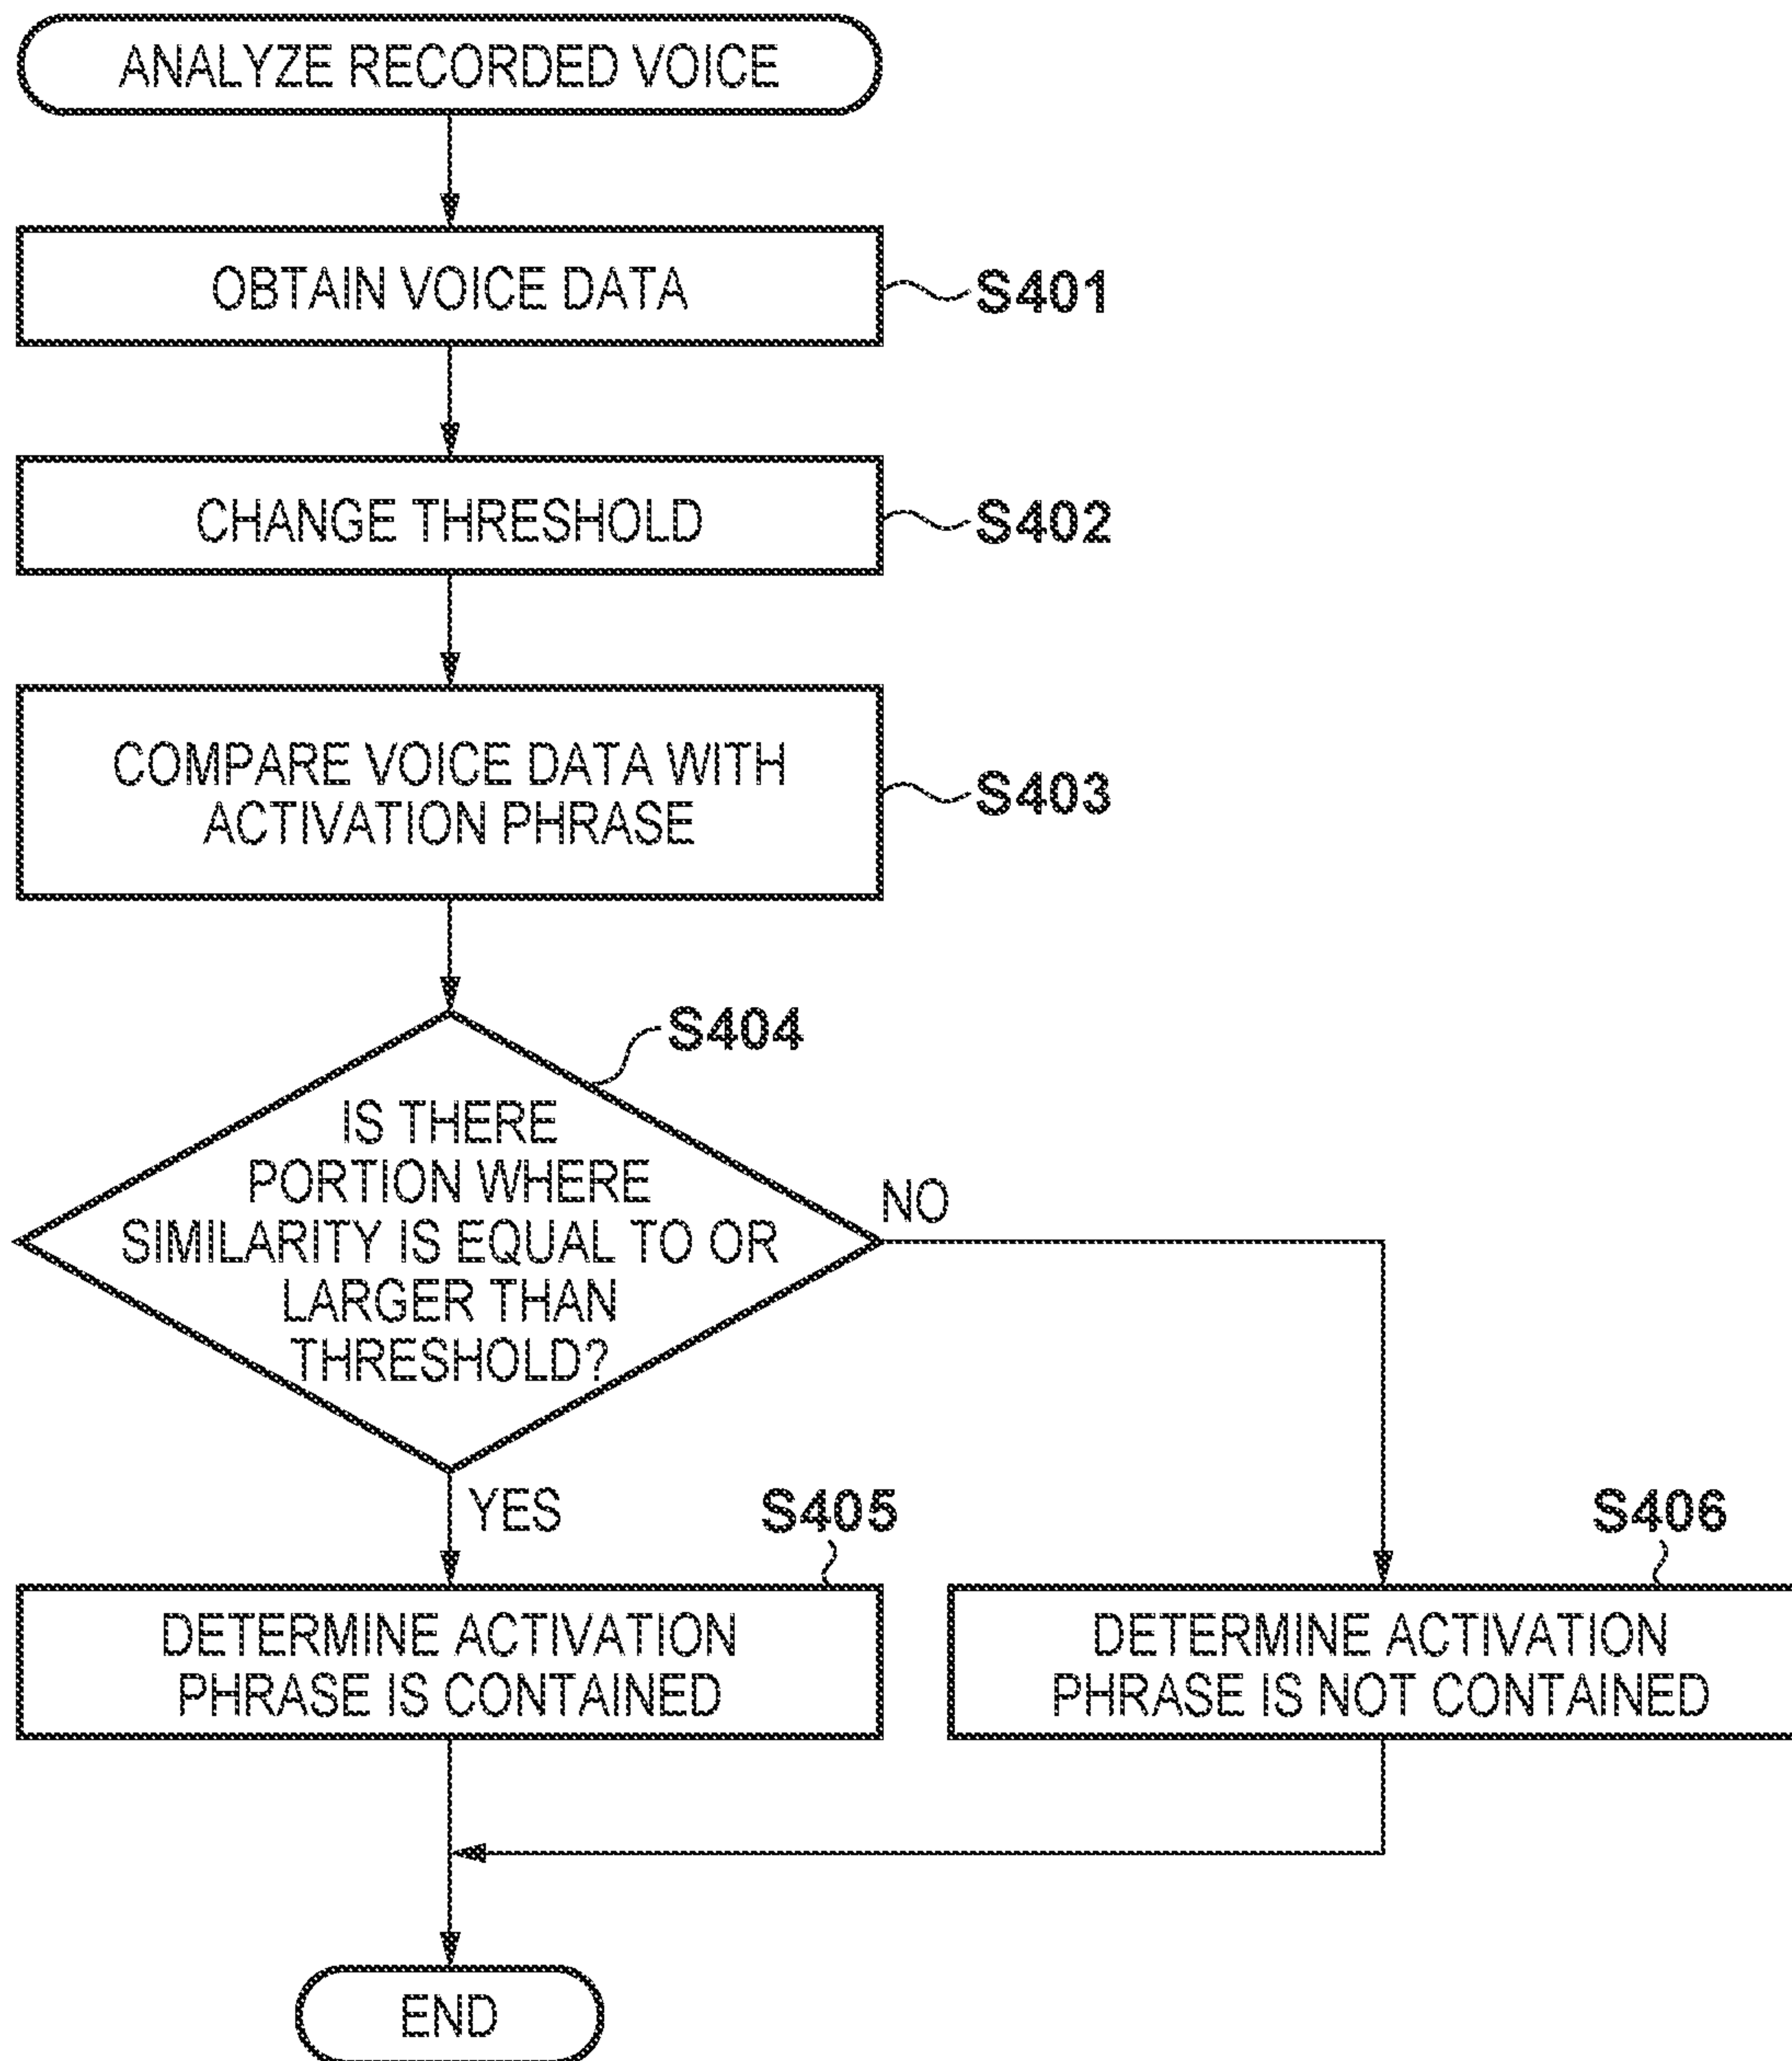 ANALYZE RECORDED VOICE
OBTAIN VOICE DATA
S401
CHANGE THRESHOLD
S402
COMPARE VOICE DATA WITH
ACTIVATION PHRASE
S403
S404
IS THERE
PORTION WHERE
SIMILARITY IS EQUAL TO OR
LARGER THAN
THRESHOLD?
NO
YES
S405
DETERMINE ACTIVATION
PHRASE IS CONTAINED
S406
DETERMINE ACTIVATION
PHRASE IS NOT CONTAINED
END